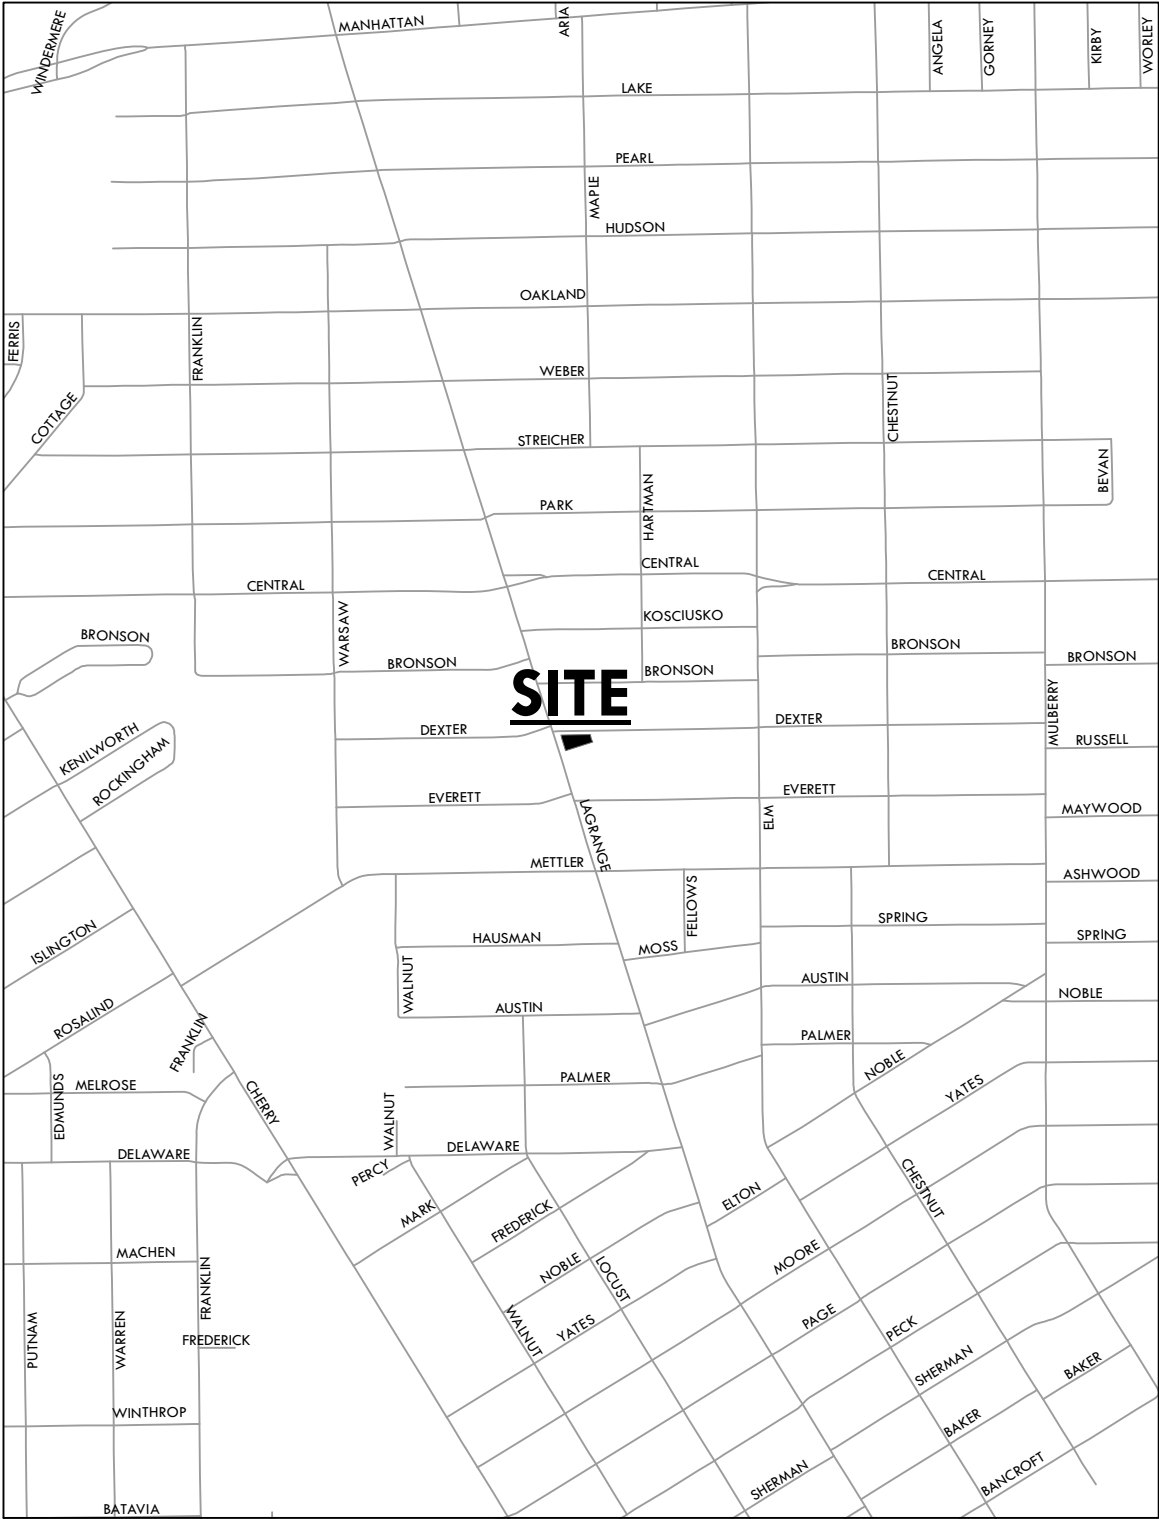 MANHATTAN
ARIA
WINDERMERE
ANGELA
GORNEY
KIRBY
WORLEY
LAKE
PEARL
MAPLE
HUDSON
OAKLAND
FERRIS
FRANKLIN
WEBER
CHESTNUT
COTTAGE
STREICHER
BEVAN
HARTMAN
PARK
CENTRAL
CENTRAL
CENTRAL
KOSCIUSKO
WARSAW
BRONSON
BRONSON
BRONSON
BRONSON
BRONSON
SITE
MULBERRY
DEXTER
DEXTER
RUSSELL
KENILWORTH
ROCKINGHAM
EVERETT
EVERETT
LAGRANGE
ELM
MAYWOOD
METTLER
ASHWOOD
FELLOWS
SPRING
SPRING
HAUSMAN
MOSS
ISLINGTON
WALNUT
AUSTIN
AUSTIN
NOBLE
ROSALIND
FRANKLIN
PALMER
NOBLE
PALMER
YATES
MELROSE
EDMUNDS
CHERRY
WALNUT
DELAWARE
DELAWARE
PERCY
CHESTNUT
ELTON
MARK
FREDERICK
MOORE
MACHEN
NOBLE
LOCUST
FRANKLIN
PAGE
PECK
WALNUT
YATES
PUTNAM
WARREN
FREDERICK
SHERMAN
BAKER
WINTHROP
BAKER
SHERMAN
BANCROFT
BATAVIA